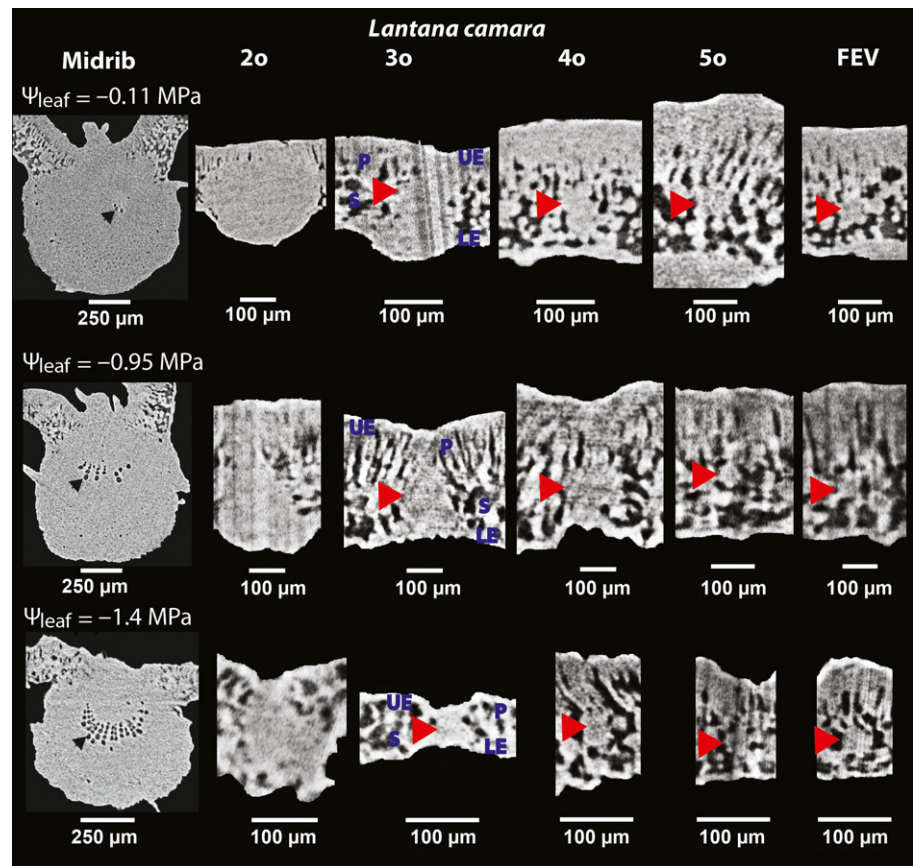 Lantana camara
Midrib 2o 3o 4o 5o FEV
Ψleaf = −0.11 MPa
P UE
S
LE
250 µm 100 µm 100 µm 100 µm 100 µm 100 µm
Ψleaf = −0.95 MPa
UE P
S
LE
250 µm 100 µm 100 µm 100 µm 100 µm 100 µm
Ψleaf = −1.4 MPa
UE P
S LE
250 µm 100 µm 100 µm 100 µm 100 µm 100 µm